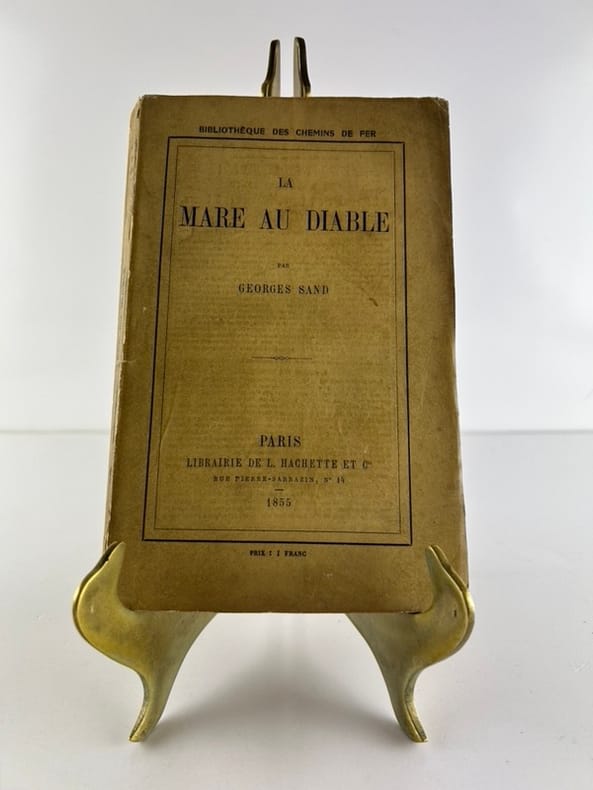 BIBLIOTHÈQUE DES CHEMINS DE FER
LA
MARE AU DIABLE
PAR
GEORGES SAND
PARIS
LIBRAIRIE DE L. HACHETTE ET Cie
RUE PIERRE-SARRAZIN, Nº 14
1855
PRIX : 1 FRANC